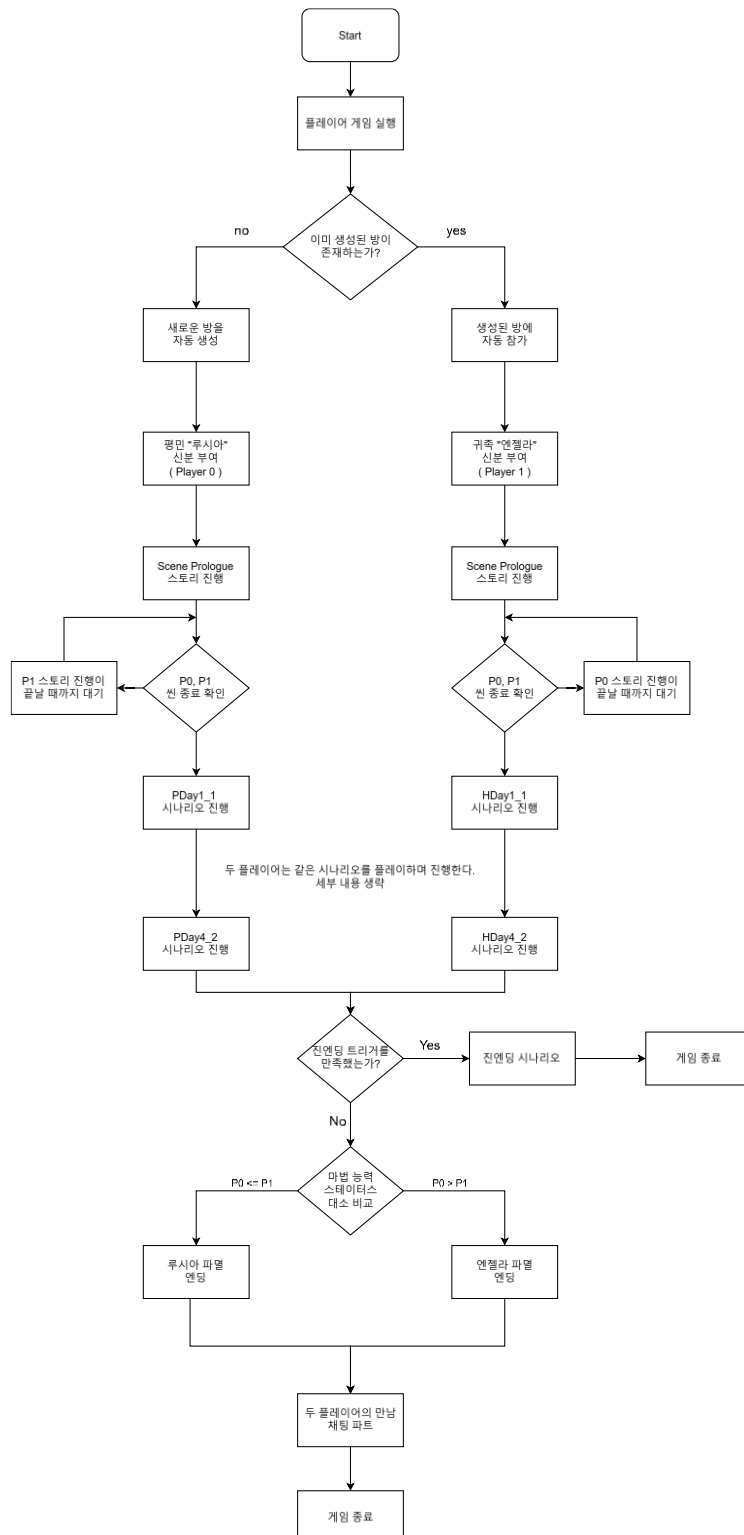 Start
플레이어 게임 실행
이미 생성된 방이
존재하는가?
no
yes
새로운 방을
자동 생성
생성된 방에
자동 참가
평민 "루시아"
신분 부여
( Player 0 )
귀족 "엔젤라"
신분 부여
( Player 1 )
Scene Prologue
스토리 진행
Scene Prologue
스토리 진행
P1 스토리 진행이
끝날 때까지 대기
P0, P1
씬 종료 확인
P0, P1
씬 종료 확인
P0 스토리 진행이
끝날 때까지 대기
PDay1_1
시나리오 진행
HDay1_1
시나리오 진행
두 플레이어는 같은 시나리오를 플레이하며 진행한다.
세부 내용 생략
PDay4_2
시나리오 진행
HDay4_2
시나리오 진행
진엔딩 트리거를
만족했는가?
Yes
진엔딩 시나리오
게임 종료
No
마법 능력
스테이터스
대소 비교
P0 <= P1
P0 > P1
루시아 파멸
엔딩
엔젤라 파멸
엔딩
두 플레이어의 만남
채팅 파트
게임 종료